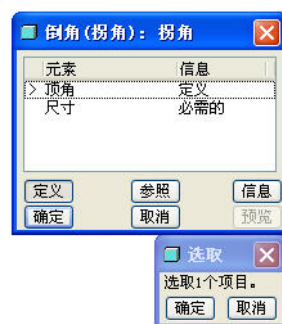 倒角(拐角): 拐角
元素 信息
> 顶角 定义
尺寸 必需的
定义 参照 信息
确定 取消 预览
选取
选取1个项目。
确定 取消